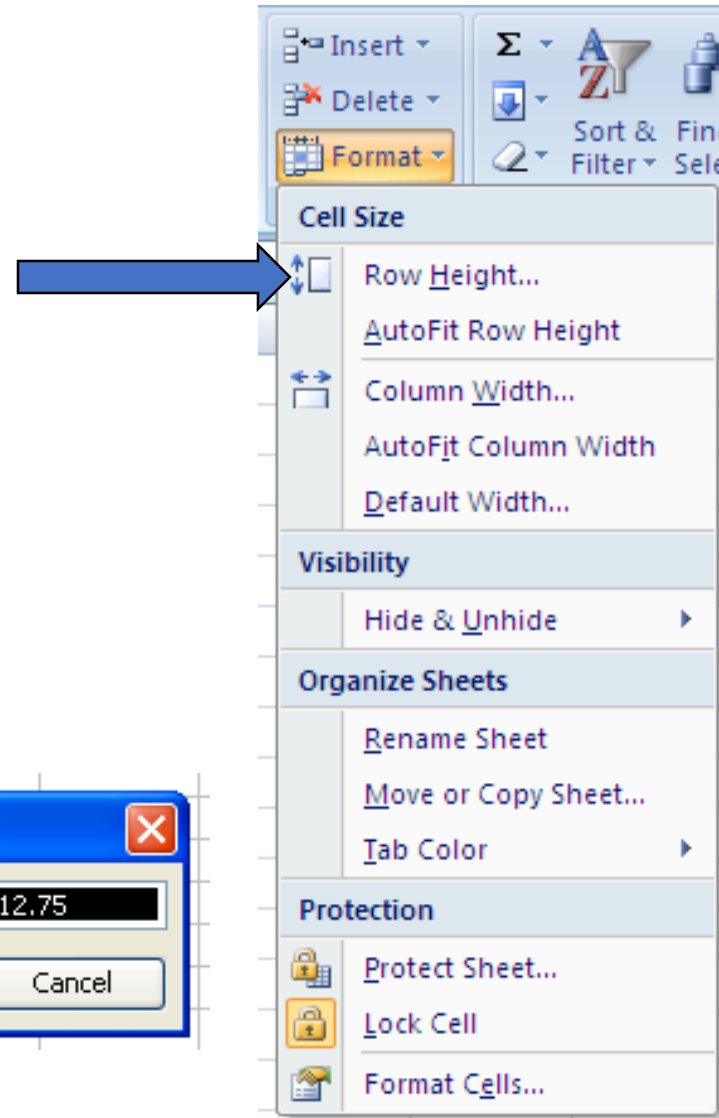 Insert
Σ
Delete
Format
A
Z
Sort &
Filter
Cell Size
Row Height...
AutoFit Row Height
Column Width...
AutoFit Column Width
Default Width...
Visibility
Hide & Unhide
Organize Sheets
Rename Sheet
Move or Copy Sheet...
Tab Color
Protection
Protect Sheet...
Lock Cell
Format Cells...
12.75
Cancel